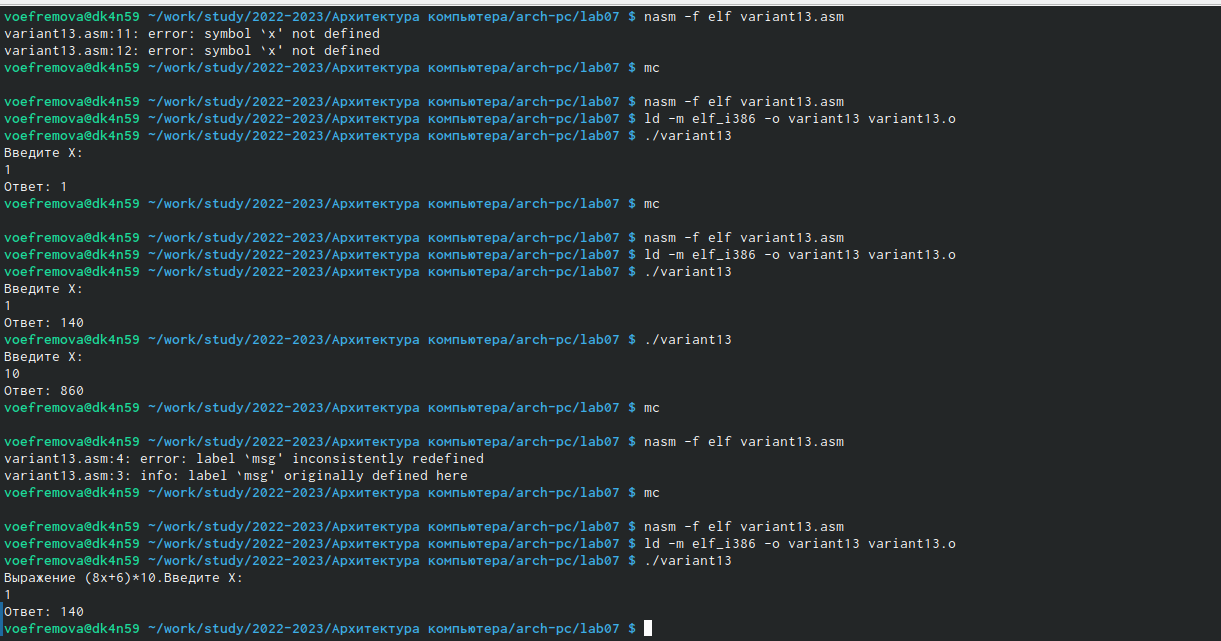 voefremova@dk4n59 ~/work/study/2022-2023/Архитектура компьютера/arch-pc/lab07 $ nasm -f elf variant13.asm
variant13.asm:11: error: symbol `x' not defined
variant13.asm:12: error: symbol `x' not defined
voefremova@dk4n59 ~/work/study/2022-2023/Архитектура компьютера/arch-pc/lab07 $ mc
voefremova@dk4n59 ~/work/study/2022-2023/Архитектура компьютера/arch-pc/lab07 $ nasm -f elf variant13.asm
voefremova@dk4n59 ~/work/study/2022-2023/Архитектура компьютера/arch-pc/lab07 $ ld -m elf_i386 -o variant13 variant13.o
voefremova@dk4n59 ~/work/study/2022-2023/Архитектура компьютера/arch-pc/lab07 $ ./variant13
Введите X:
1
Ответ: 1
voefremova@dk4n59 ~/work/study/2022-2023/Архитектура компьютера/arch-pc/lab07 $ mc
voefremova@dk4n59 ~/work/study/2022-2023/Архитектура компьютера/arch-pc/lab07 $ nasm -f elf variant13.asm
voefremova@dk4n59 ~/work/study/2022-2023/Архитектура компьютера/arch-pc/lab07 $ ld -m elf_i386 -o variant13 variant13.o
voefremova@dk4n59 ~/work/study/2022-2023/Архитектура компьютера/arch-pc/lab07 $ ./variant13
Введите X:
1
Ответ: 140
voefremova@dk4n59 ~/work/study/2022-2023/Архитектура компьютера/arch-pc/lab07 $ ./variant13
Введите X:
10
Ответ: 860
voefremova@dk4n59 ~/work/study/2022-2023/Архитектура компьютера/arch-pc/lab07 $ mc
voefremova@dk4n59 ~/work/study/2022-2023/Архитектура компьютера/arch-pc/lab07 $ nasm -f elf variant13.asm
variant13.asm:4: error: label `msg' inconsistently redefined
variant13.asm:3: info: label `msg' originally defined here
voefremova@dk4n59 ~/work/study/2022-2023/Архитектура компьютера/arch-pc/lab07 $ mc
voefremova@dk4n59 ~/work/study/2022-2023/Архитектура компьютера/arch-pc/lab07 $ nasm -f elf variant13.asm
voefremova@dk4n59 ~/work/study/2022-2023/Архитектура компьютера/arch-pc/lab07 $ ld -m elf_i386 -o variant13 variant13.o
voefremova@dk4n59 ~/work/study/2022-2023/Архитектура компьютера/arch-pc/lab07 $ ./variant13
Выражение (8x+6)*10.Введите X:
1
Ответ: 140
voefremova@dk4n59 ~/work/study/2022-2023/Архитектура компьютера/arch-pc/lab07 $